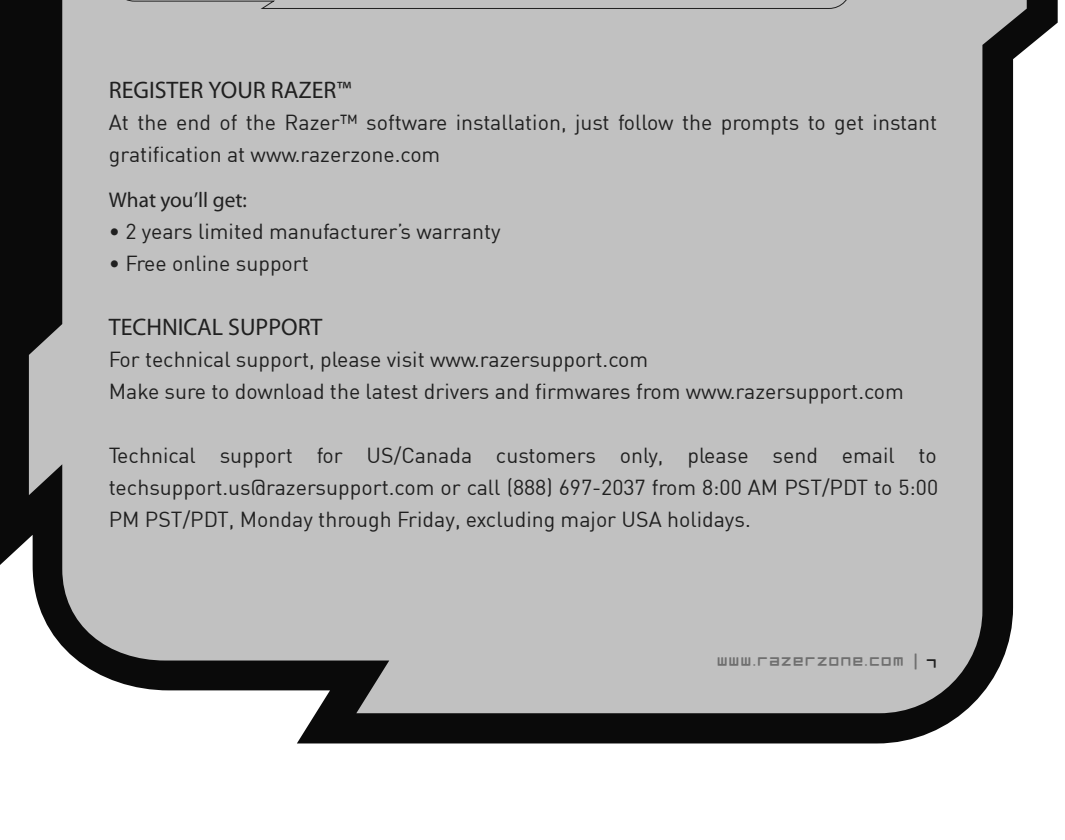 REGISTER YOUR RAZER™
At the end of the Razer™ software installation, just follow the prompts to get instant
gratification at www.razerzone.com
What you’ll get:
• 2 years limited manufacturer’s warranty
• Free online support
TECHNICAL SUPPORT
For technical support, please visit www.razersupport.com
Make sure to download the latest drivers and firmwares from www.razersupport.com
Technical support for US/Canada customers only, please send email to
techsupport.us@razersupport.com or call (888) 697-2037 from 8:00 AM PST/PDT to 5:00
PM PST/PDT, Monday through Friday, excluding major USA holidays.
www.razerzone.com | 7